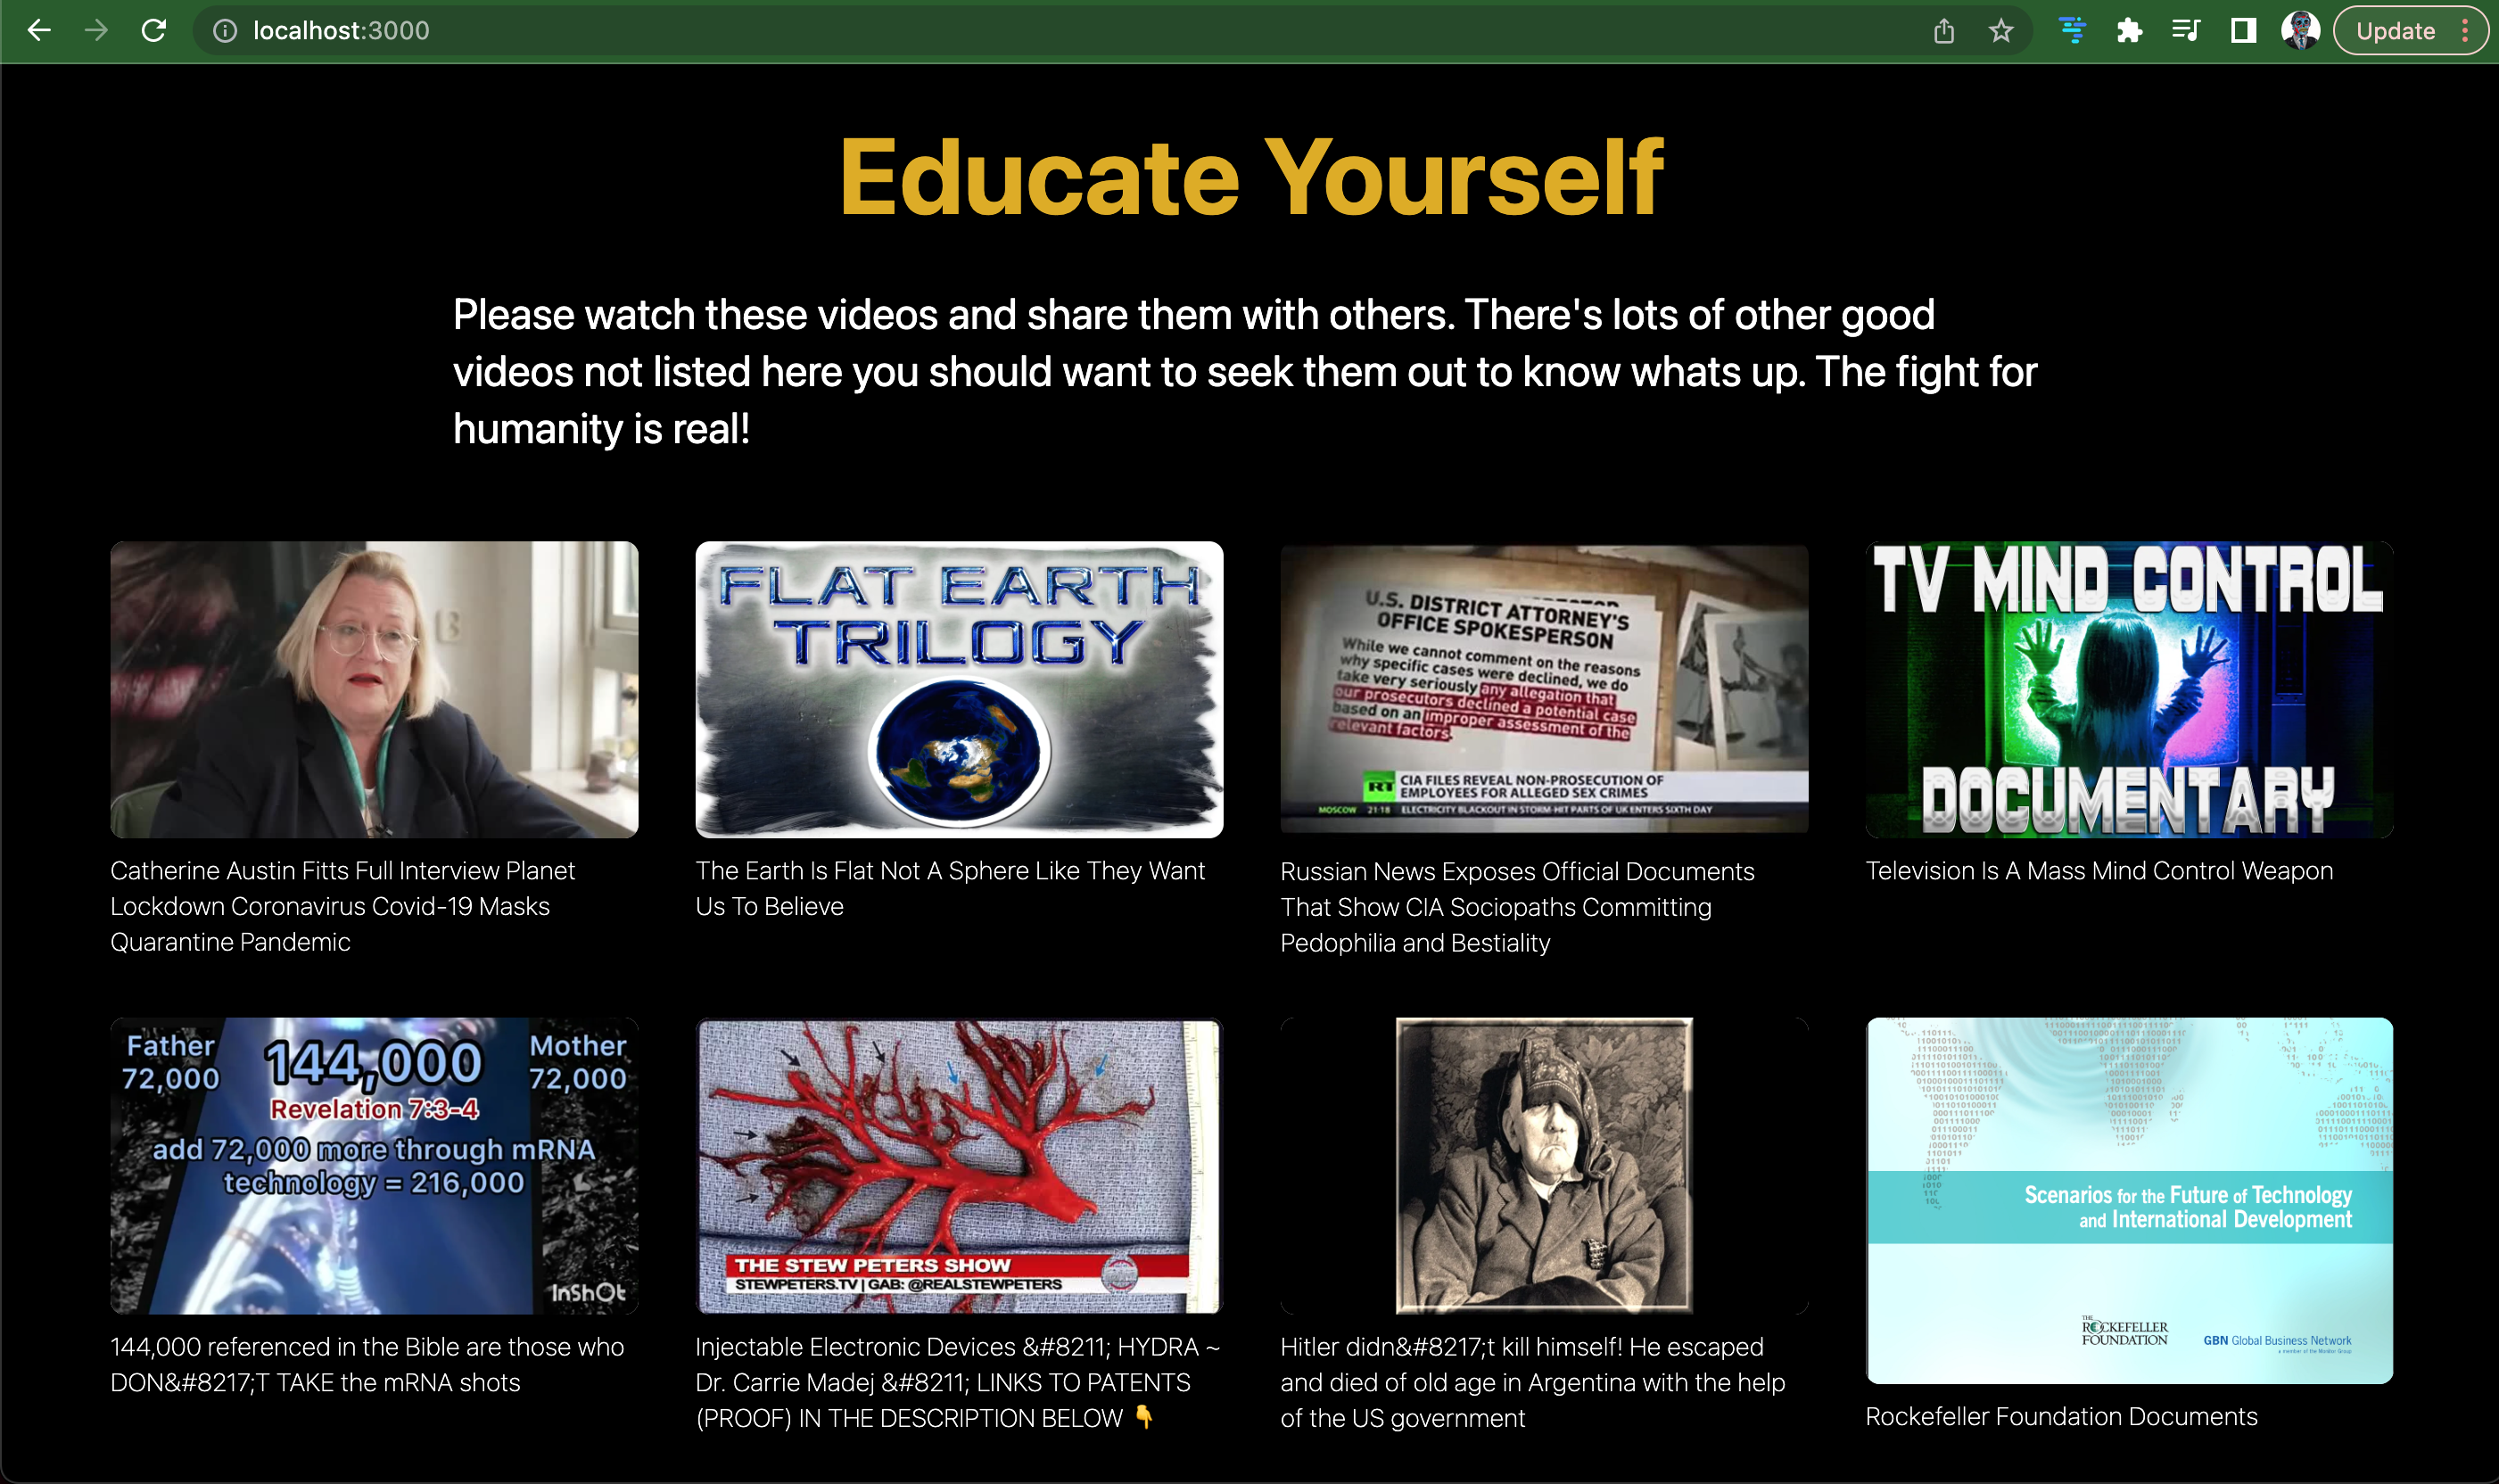 localhost:3000
Update
Educate Yourself
Please watch these videos and share them with others. There's lots of other good
videos not listed here you should want to seek them out to know whats up. The fight for
humanity is real!
FLAT EARTH
TRILOGY
U.S. DISTRICT ATTORNEY'S
OFFICE SPOKESPERSON
While we cannot comment on the reasons
why specific cases were declined, we do
take very seriously any allegation that
our prosecutors declined a potential case
based on an improper assessment of the
relevant factors.
RT
CIA FILES REVEAL NON-PROSECUTION OF
EMPLOYEES FOR ALLEGED SEX CRIMES
MOSCOW 21:18 ELECTRICITY BLACKOUT IN STORM-HIT PARTS OF UK ENTERS SIXTH DAY
TV MIND CONTROL
DOCUMENTARY
Catherine Austin Fitts Full Interview Planet
Lockdown Coronavirus Covid-19 Masks
Quarantine Pandemic
The Earth Is Flat Not A Sphere Like They Want
Us To Believe
Russian News Exposes Official Documents
That Show CIA Sociopaths Committing
Pedophilia and Bestiality
Television Is A Mass Mind Control Weapon
Father
72,000
144,000
Mother
72,000
Revelation 7:3-4
add 72,000 more through mRNA
technology = 216,000
InShOt
THE STEW PETERS SHOW
STEWPETERS.TV | GAB: @REALSTEWPETERS
Scenarios for the Future of Technology
and International Development
THE
ROCKEFELLER
FOUNDATION
GBN Global Business Network
a member of the Monitor Group
144,000 referenced in the Bible are those who
DON&#8217;T TAKE the mRNA shots
Injectable Electronic Devices &#8211; HYDRA ~
Dr. Carrie Madej &#8211; LINKS TO PATENTS
(PROOF) IN THE DESCRIPTION BELOW 👇
Hitler didn&#8217;t kill himself! He escaped
and died of old age in Argentina with the help
of the US government
Rockefeller Foundation Documents